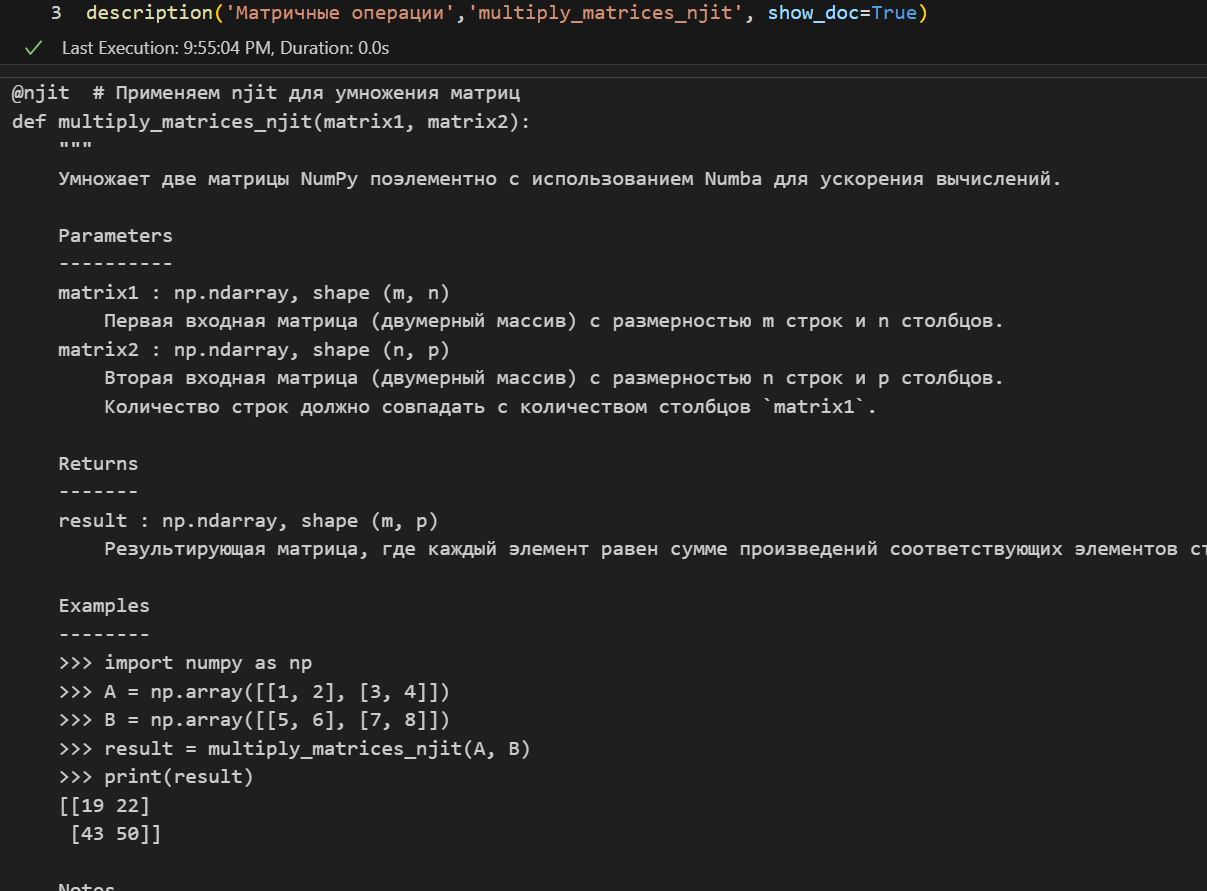 3 description('Матричные операции','multiply_matrices_njit', show_doc=True)
Last Execution: 9:55:04 PM, Duration: 0.0s
@njit  # Применяем njit для умножения матриц
def multiply_matrices_njit(matrix1, matrix2):
    """
    Умножает две матрицы NumPy поэлементно с использованием Numba для ускорения вычислений.
    Parameters
    ----------
    matrix1 : np.ndarray, shape (m, n)
        Первая входная матрица (двумерный массив) с размерностью m строк и n столбцов.
    matrix2 : np.ndarray, shape (n, p)
        Вторая входная матрица (двумерный массив) с размерностью n строк и p столбцов.
        Количество строк должно совпадать с количеством столбцов `matrix1`.
    Returns
    -------
    result : np.ndarray, shape (m, p)
        Результирующая матрица, где каждый элемент равен сумме произведений соответствующих элементов
    Examples
    --------
    >>> import numpy as np
    >>> A = np.array([[1, 2], [3, 4]])
    >>> B = np.array([[5, 6], [7, 8]])
    >>> result = multiply_matrices_njit(A, B)
    >>> print(result)
    [[19 22]
     [43 50]]
    Notes